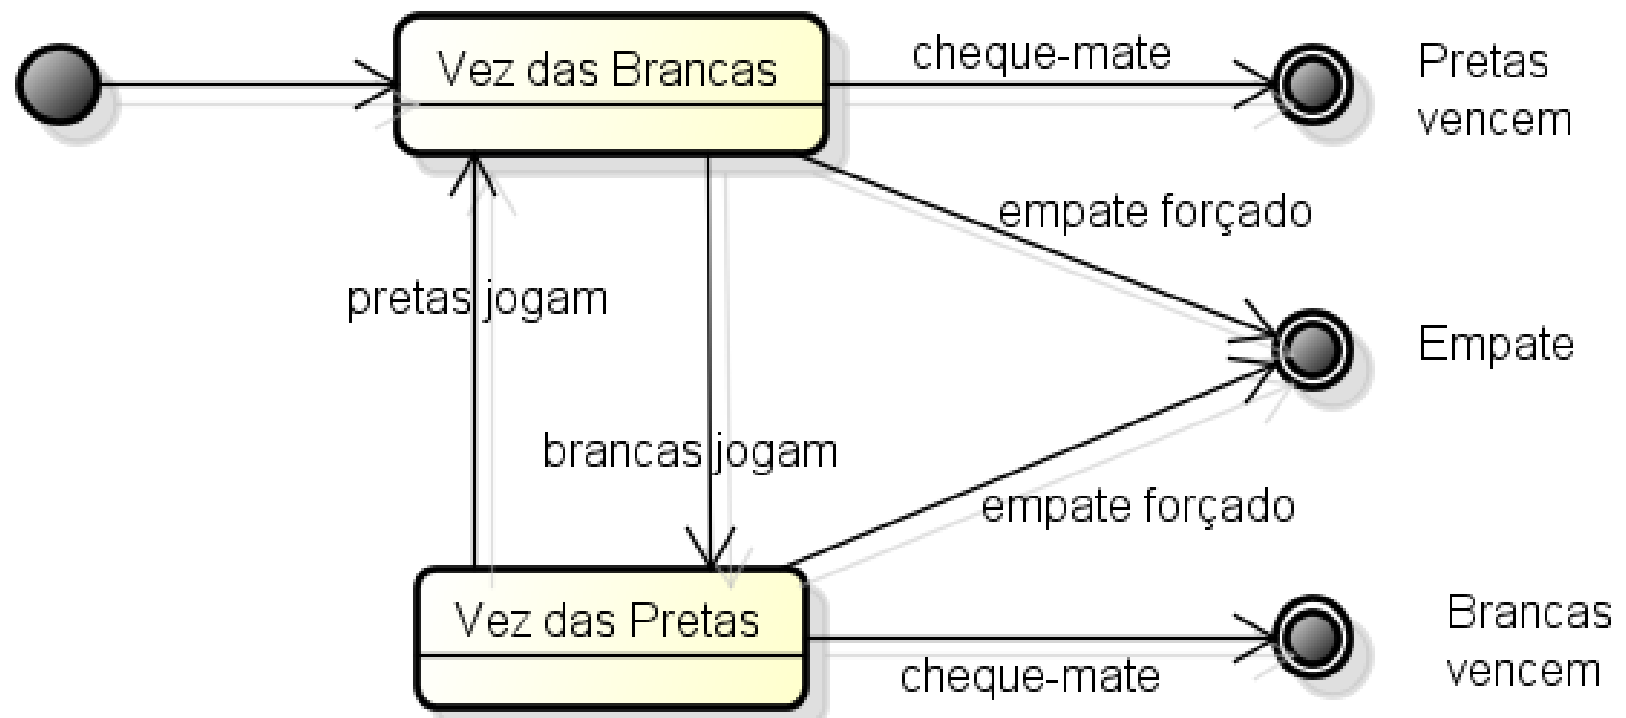 Vez das Brancas
cheque-mate
Pretas
vencem
empate forçado
pretas jogam
Empate
brancas jogam
empate forçado
Vez das Pretas
cheque-mate
Brancas
vencem